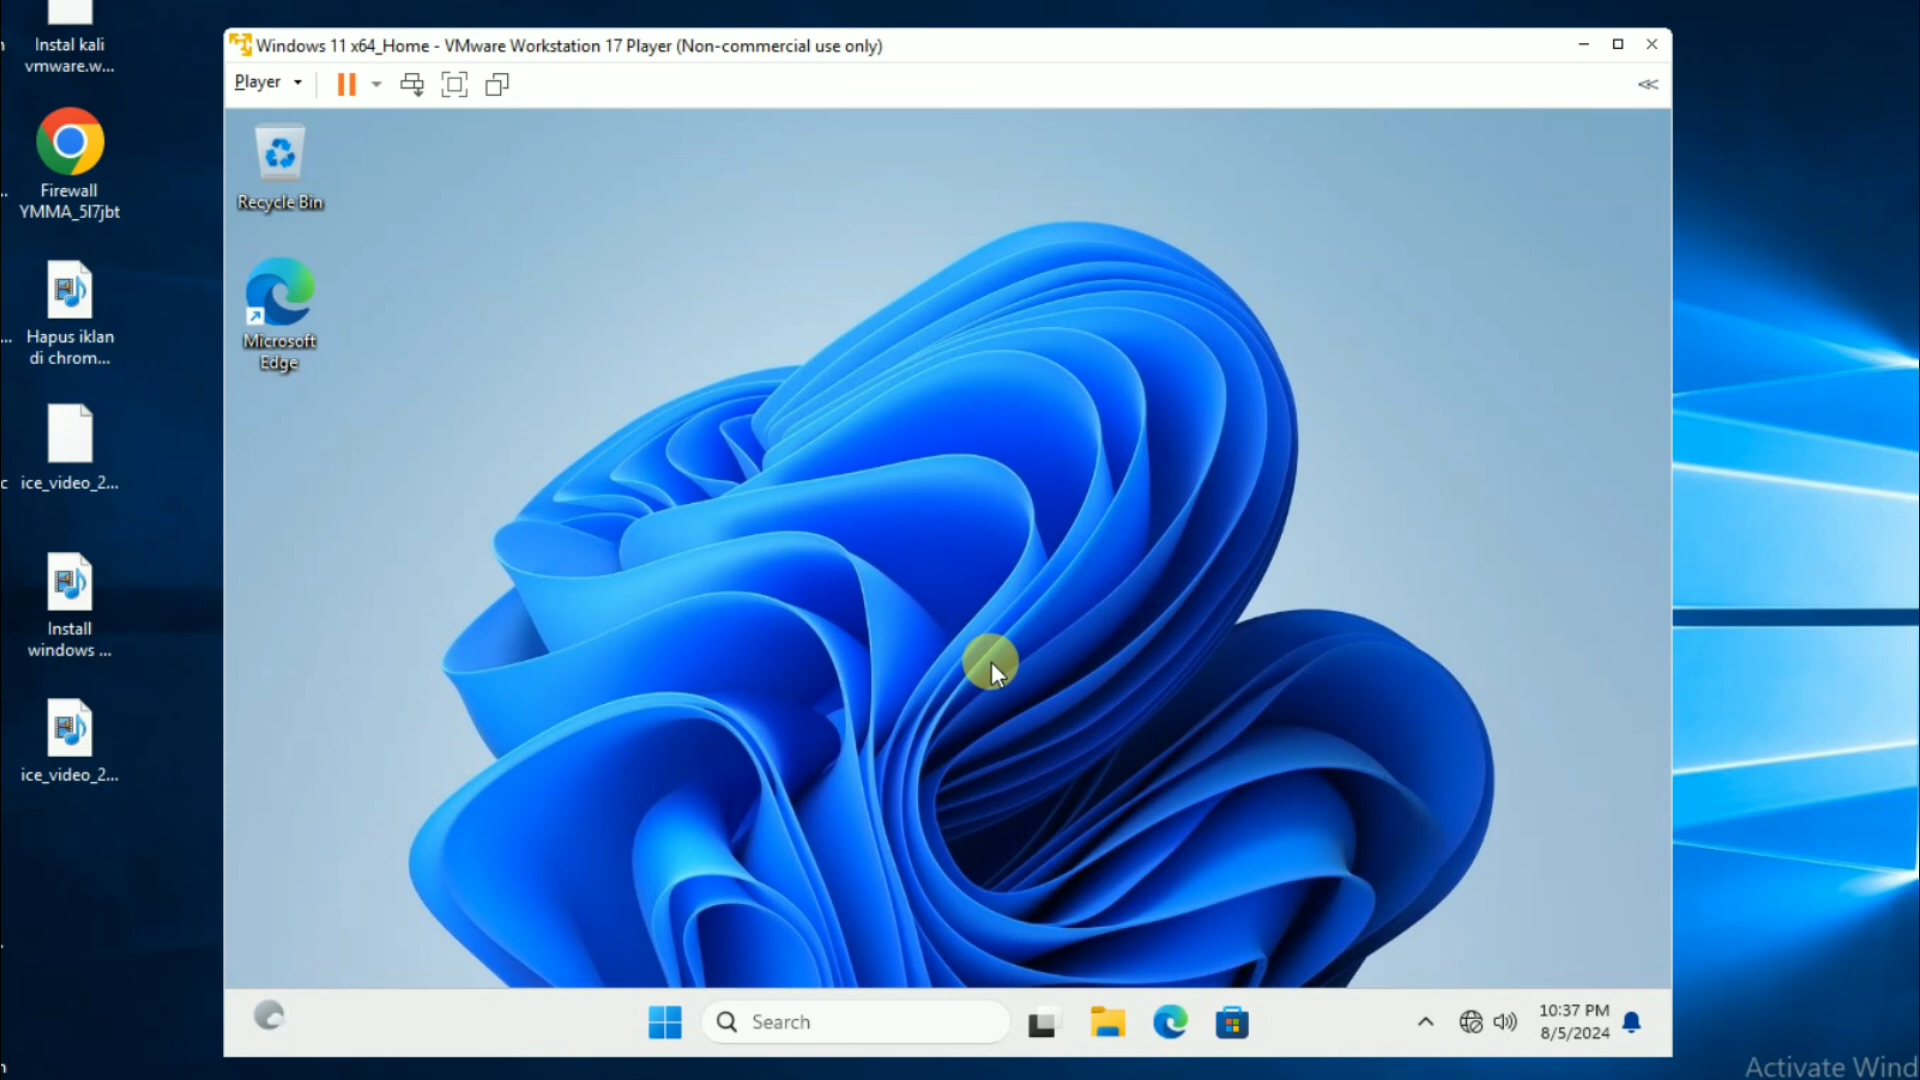 Instal kali
vmware.w...
Firewall
YMMA_5I7jbt
Hapus iklan
di chrom...
ice_video_2...
Install
windows ...
ice_video_2...
Windows 11 x64_Home - VMware Workstation 17 Player (Non-commercial use only)
Player
Recycle Bin
Microsoft
Edge
Search
10:37 PM
8/5/2024
Activate Wind